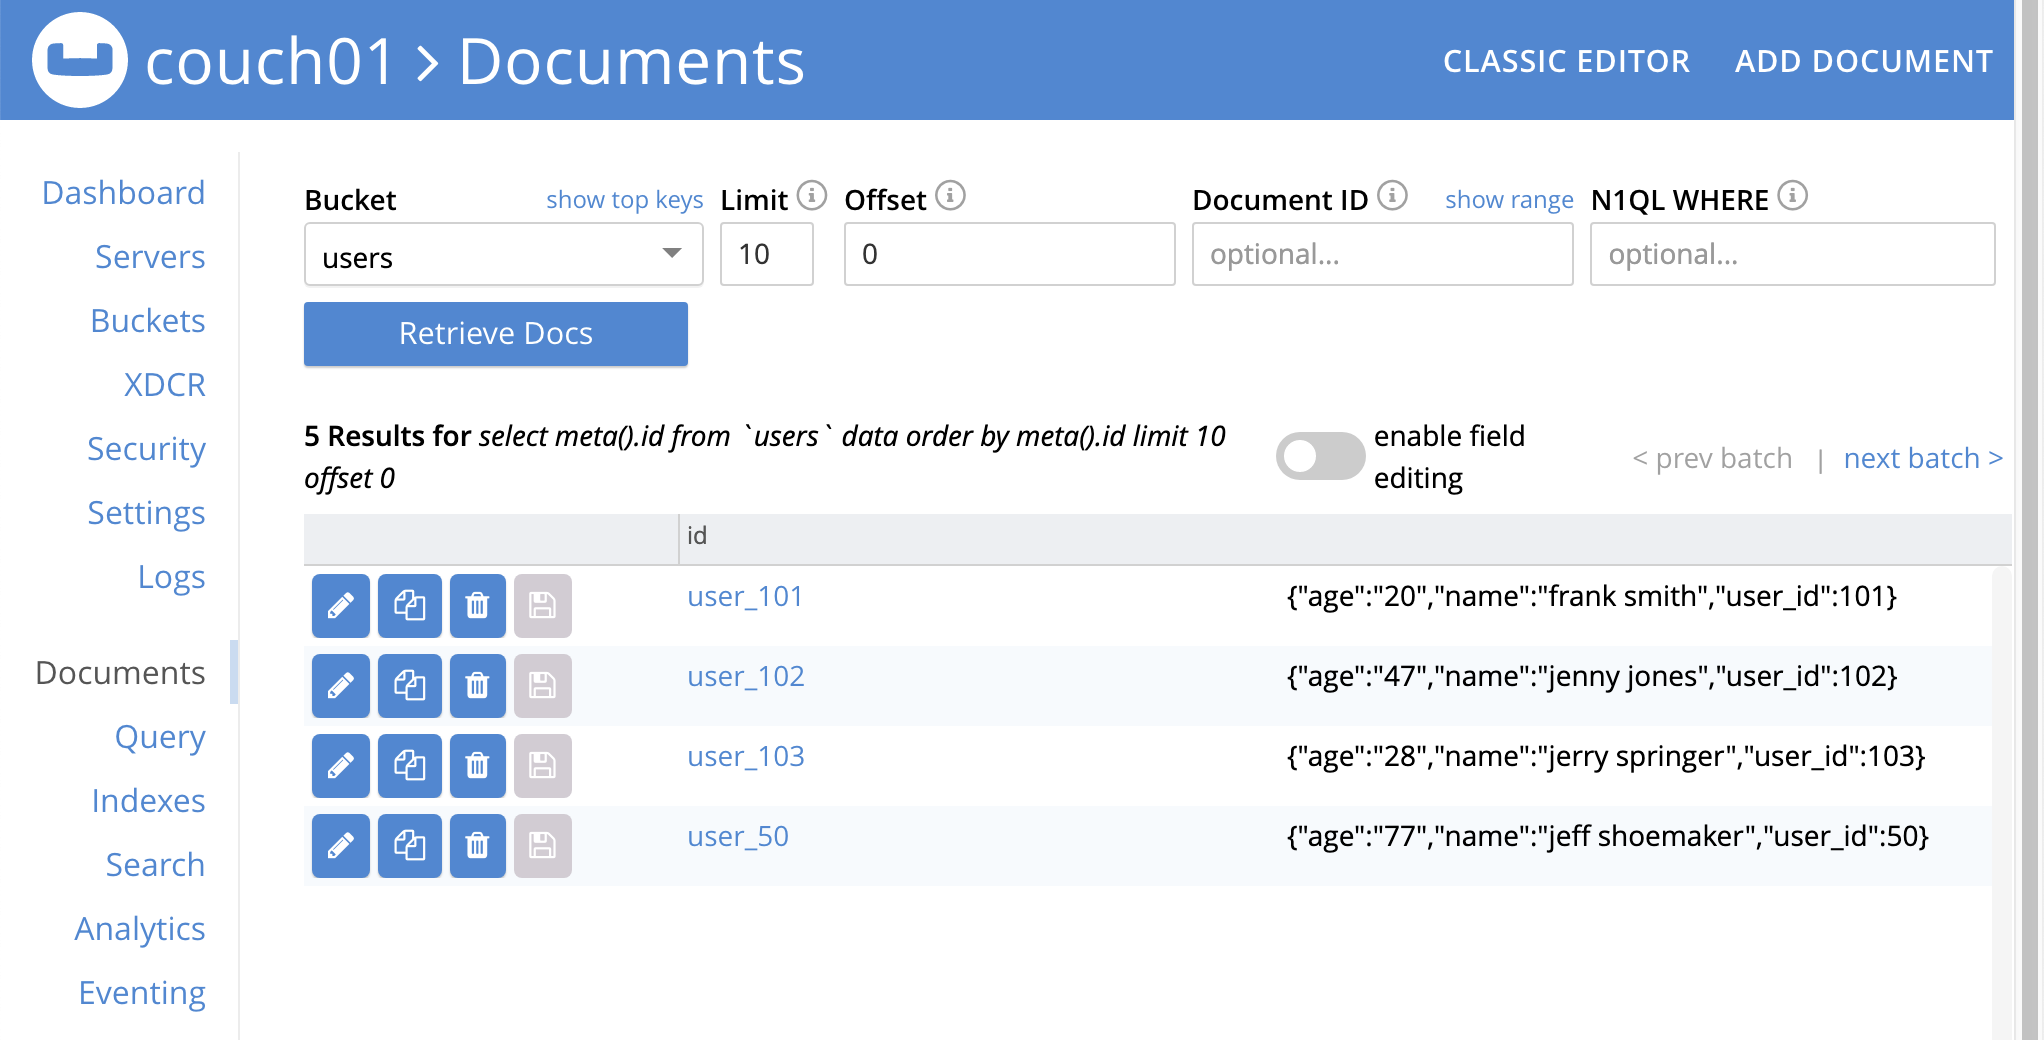 couch01 > Documents
CLASSIC EDITOR ADD DOCUMENT
Dashboard
Servers
Buckets
XDCR
Security
Settings
Logs
Documents
Query
Indexes
Search
Analytics
Eventing
Bucket show top keys Limit Offset Document ID show range N1QL WHERE
users 10 0 optional... optional...
Retrieve Docs
5 Results for select meta().id from `users` data order by meta().id limit 10
offset 0
enable field
editing
< prev batch | next batch >
id
user_101 {"age":"20","name":"frank smith","user_id":101}
user_102 {"age":"47","name":"jenny jones","user_id":102}
user_103 {"age":"28","name":"jerry springer","user_id":103}
user_50 {"age":"77","name":"jeff shoemaker","user_id":50}